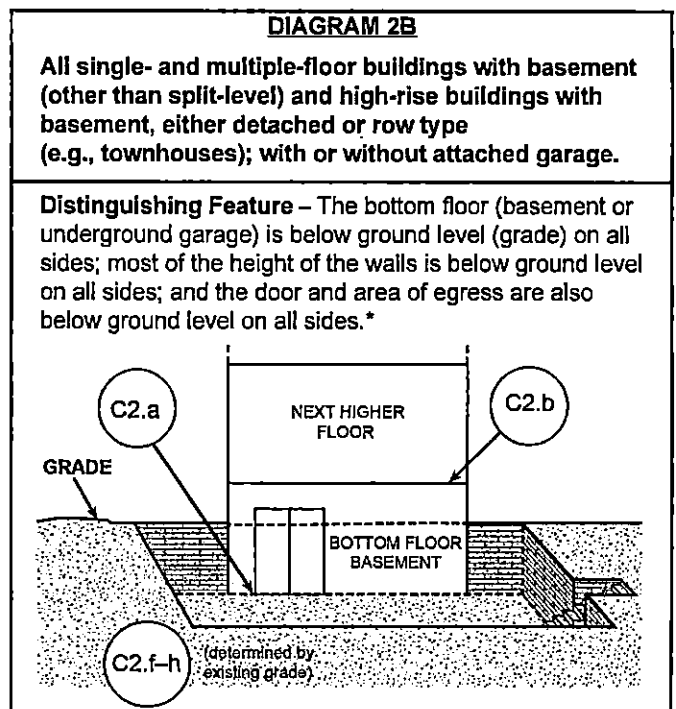 DIAGRAM 2B
All single- and multiple-floor buildings with basement
(other than split-level) and high-rise buildings with
basement, either detached or row type
(e.g., townhouses); with or without attached garage.
Distinguishing Feature – The bottom floor (basement or
underground garage) is below ground level (grade) on all
sides; most of the height of the walls is below ground level
on all sides; and the door and area of egress are also
below ground level on all sides.*
C2.a
NEXT HIGHER
FLOOR
C2.b
GRADE
BOTTOM FLOOR
BASEMENT
C2.f–h
(determined by
existing grade)